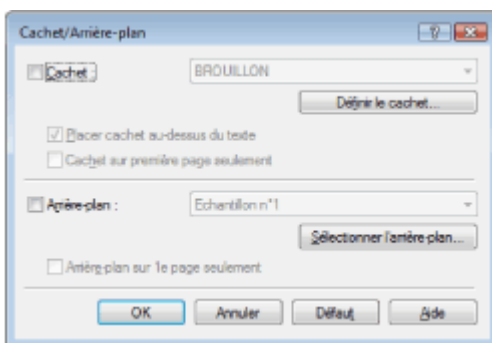 Cachet/Arrière-plan
Cachet : BROUILLON
Définir le cachet...
Placer cachet au-dessus du texte
Cachet sur première page seulement
Arrière-plan : Echantillon n°1
Sélectionner l'arrière-plan...
Arrière-plan sur 1e page seulement
OK Annuler Défaut Aide